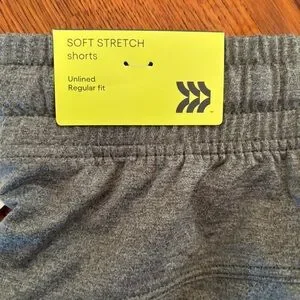 SOFT STRETCH
shorts
Unlined
Regular fit